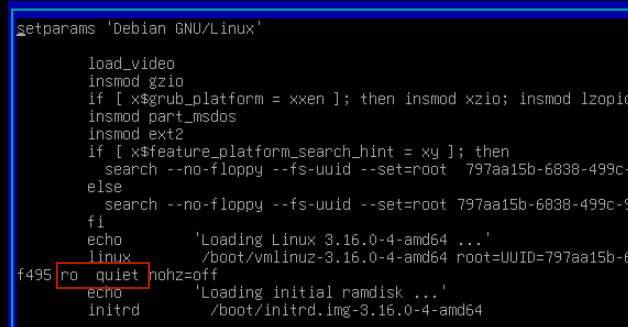 setparams 'Debian GNU/Linux'
load_video
insmod gzio
if [ x$grub_platform = xxen ]; then insmod xzio; insmod lzopio
insmod part_msdos
insmod ext2
if [ x$feature_platform_search_hint = xy ]; then
search --no-floppy --fs-uuid --set=root 797aa15b-6838-499c-
else
search --no-floppy --fs-uuid --set=root 797aa15b-6838-499c-9
fi
echo 'Loading Linux 3.16.0-4-amd64 ...'
linux /boot/vmlinuz-3.16.0-4-amd64 root=UUID=797aa15b-6
f495 ro quiet nohz=off
echo 'Loading initial ramdisk ...'
initrd /boot/initrd.img-3.16.0-4-amd64